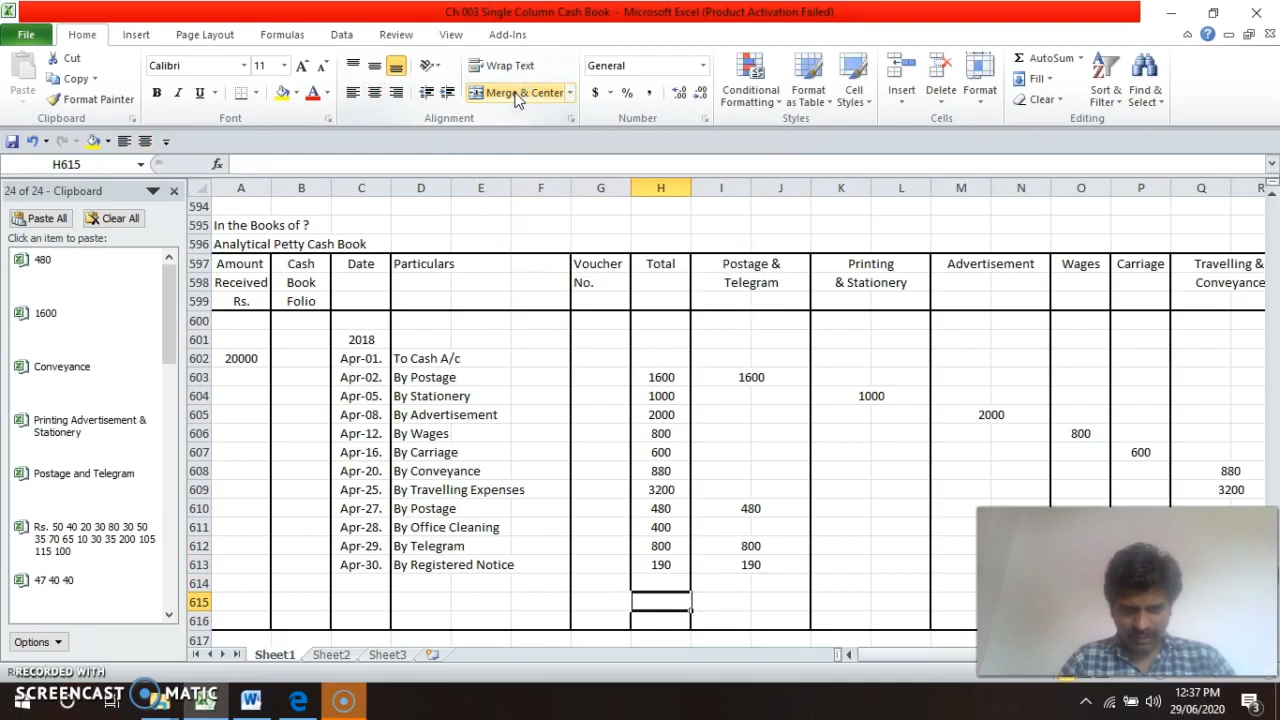 Ch 003 Single Column Cash Book - Microsoft Excel (Product Activation Failed)
File Home Insert Page Layout Formulas Data Review View Add-Ins
Cut
Copy
Format Painter
Paste
Clipboard
Calibri 11
B I U A
Font
Wrap Text
Merge & Center
Alignment
General
$ % ,
Number
Conditional Formatting
Format as Table
Cell Styles
Styles
Insert Delete Format
Cells
AutoSum
Fill
Clear
Sort & Filter
Find & Select
Editing
H615 fx
24 of 24 - Clipboard
Paste All Clear All
Click an item to paste:
480
1600
Conveyance
Printing Advertisement &
Stationery
Postage and Telegram
Rs. 50 40 20 30 80 30 50
35 70 65 10 30 35 200 105
115 100
47 40 40
Options
A B C D E F G H I J K L M N O P Q R
594
595 In the Books of ?
596 Analytical Petty Cash Book
597 Amount Cash Date Particulars Voucher Total Postage & Printing Advertisement Wages Carriage Travelling &
598 Received Book No. Telegram & Stationery Conveyance
599 Rs. Folio
600
601 2018
602 20000 Apr-01. To Cash A/c
603 Apr-02. By Postage 1600 1600
604 Apr-05. By Stationery 1000 1000
605 Apr-08. By Advertisement 2000 2000
606 Apr-12. By Wages 800 800
607 Apr-16. By Carriage 600 600
608 Apr-20. By Conveyance 880 880
609 Apr-25. By Travelling Expenses 3200 3200
610 Apr-27. By Postage 480 480
611 Apr-28. By Office Cleaning 400
612 Apr-29. By Telegram 800 800
613 Apr-30. By Registered Notice 190 190
614
615
616
617
Sheet1 Sheet2 Sheet3
RECORDED WITH
SCREENCAST MATIC
12:37 PM
29/06/2020
3